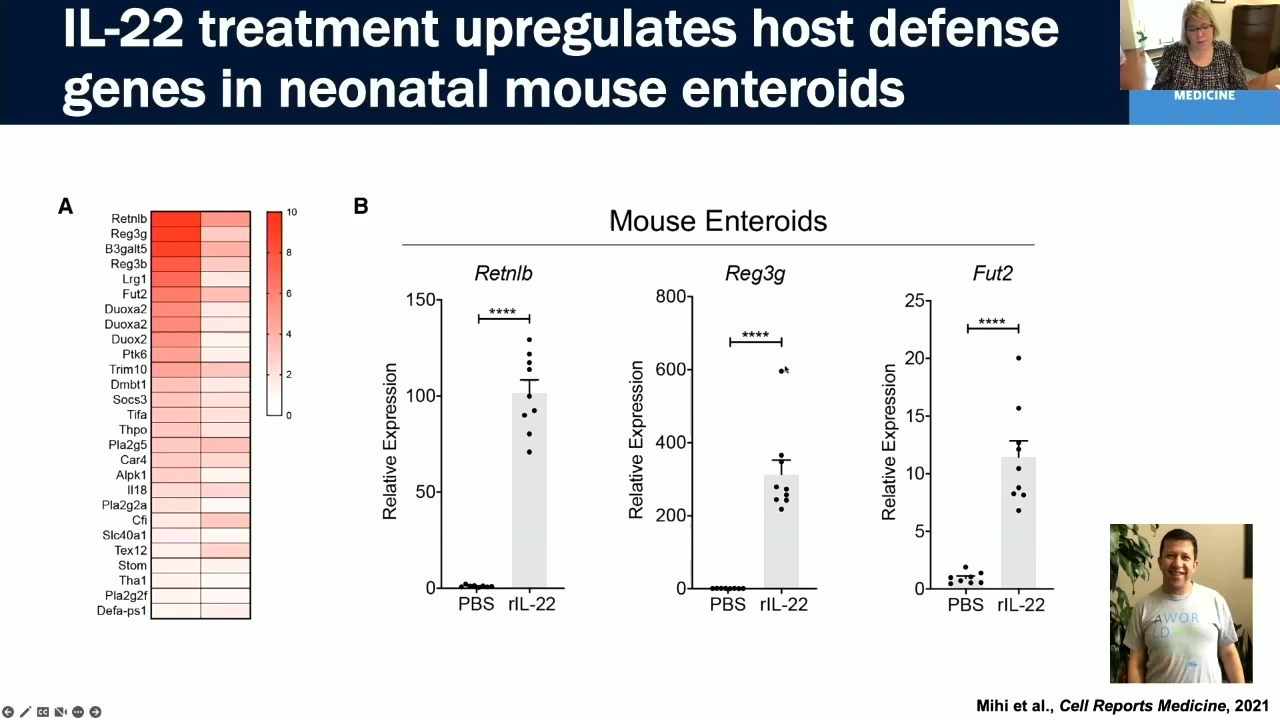 IL-22 treatment upregulates host defense
genes in neonatal mouse enteroids
MEDICINE
A
Retnlb
Reg3g
B3galt5
Reg3b
Lrg1
Fut2
Duoxa2
Duoxa2
Duox2
Ptk6
Trim10
Dmbt1
Socs3
Tifa
Thpo
Pla2g5
Car4
Alpk1
Il18
Pla2g2a
Cfi
Slc40a1
Tex12
Stom
Tha1
Pla2g2f
Defa-ps1
10
8
6
4
2
0
B
Mouse Enteroids
Retnlb
Relative Expression
150
100
50
0
****
PBS rIL-22
Reg3g
Relative Expression
800
600
400
200
0
****
PBS rIL-22
Fut2
Relative Expression
25
20
15
10
5
0
****
PBS rIL-22
AWOR
LD
Mihi et al., Cell Reports Medicine, 2021